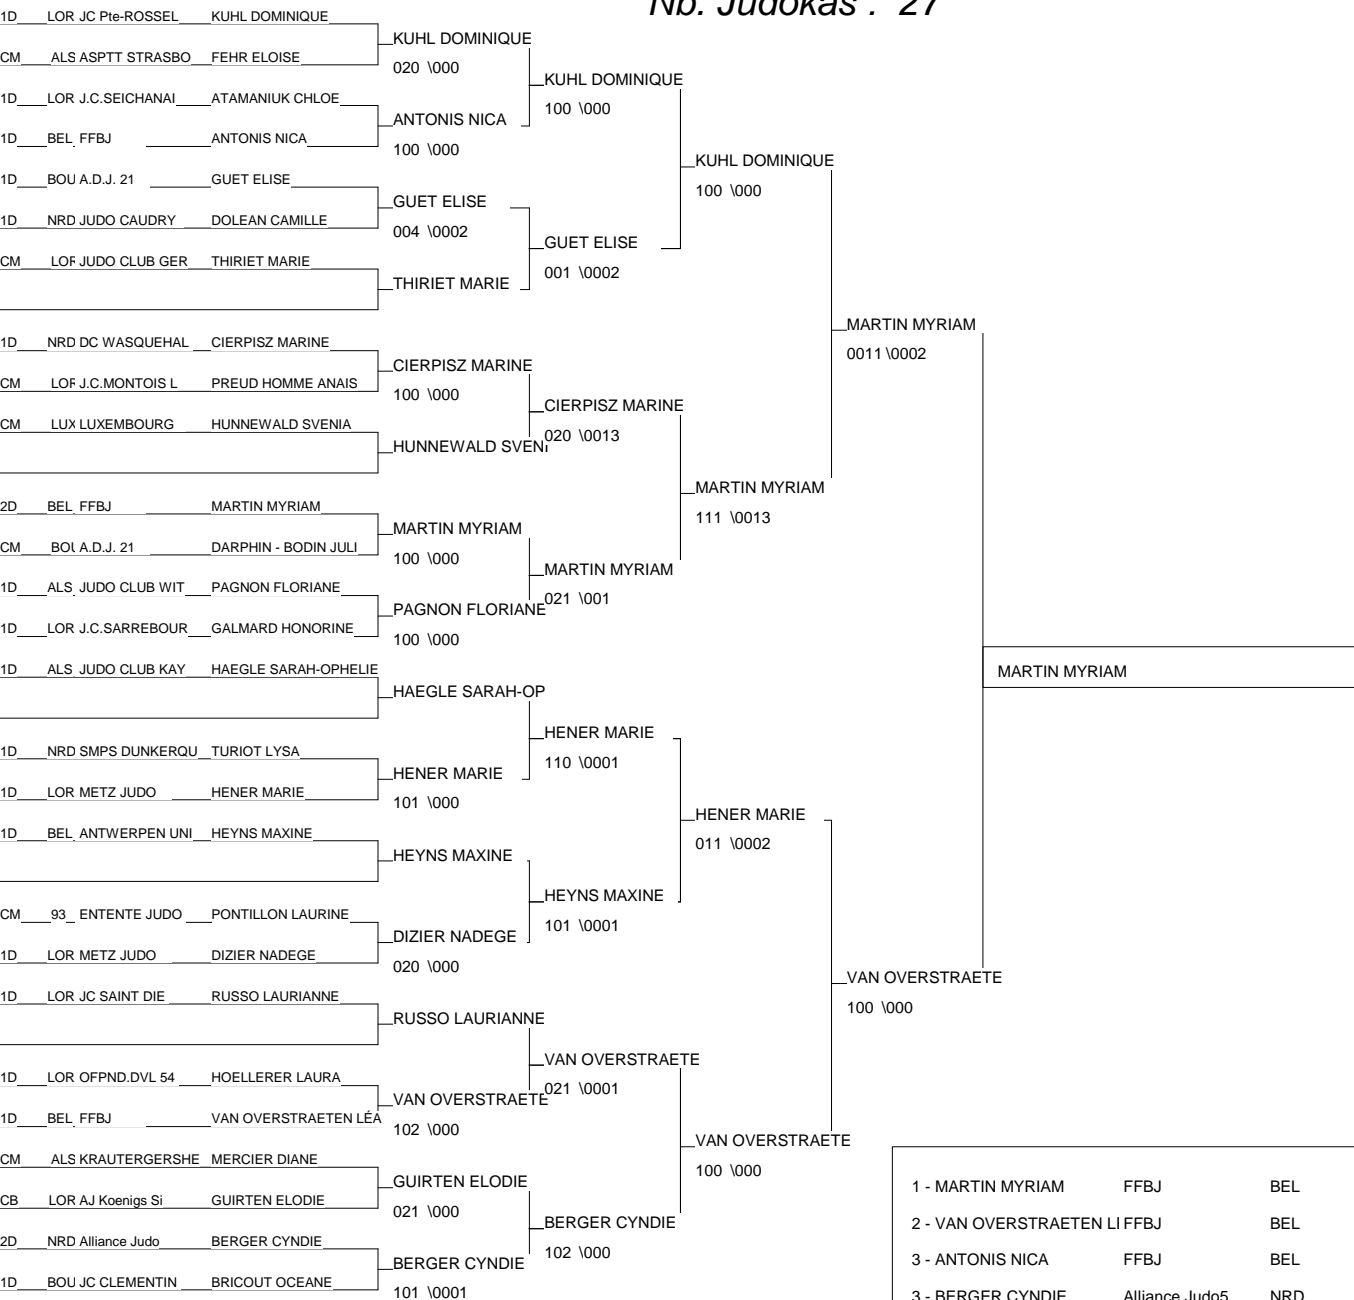 Nb. Judokas : 27
1D LOR JC Pte-ROSSEL KUHL DOMINIQUE
KUHL DOMINIQUE
CM ALS ASPTT STRASBO FEHR ELOISE
020 \000
KUHL DOMINIQUE
1D LOR J.C.SEICHANAI ATAMANIUK CHLOE
100 \000
ANTONIS NICA
1D BEL FFBJ ANTONIS NICA
100 \000
KUHL DOMINIQUE
1D BOU A.D.J. 21 GUET ELISE
100 \000
GUET ELISE
1D NRD JUDO CAUDRY DOLEAN CAMILLE
004 \0002
GUET ELISE
CM LOR JUDO CLUB GER THIRIET MARIE
001 \0002
THIRIET MARIE
MARTIN MYRIAM
1D NRD DC WASQUEHAL CIERPISZ MARINE
0011 \0002
CIERPISZ MARINE
CM LOR J.C.MONTOIS L PREUD HOMME ANAIS
100 \000
CIERPISZ MARINE
CM LUX LUXEMBOURG HUNNEWALD SVENIA
020 \0013
HUNNEWALD SVENI
MARTIN MYRIAM
2D BEL FFBJ MARTIN MYRIAM
111 \0013
MARTIN MYRIAM
CM BOU A.D.J. 21 DARPHIN - BODIN JULI
100 \000
MARTIN MYRIAM
1D ALS JUDO CLUB WIT PAGNON FLORIANE
021 \001
PAGNON FLORIANE
1D LOR J.C.SARREBOUR GALMARD HONORINE
100 \000
1D ALS JUDO CLUB KAY HAEGLE SARAH-OPHELIE
MARTIN MYRIAM
HAEGLE SARAH-OP
HENER MARIE
1D NRD SMPS DUNKERQU TURIOT LYSA
110 \0001
HENER MARIE
1D LOR METZ JUDO HENER MARIE
101 \000
HENER MARIE
1D BEL ANTWERPEN UNI HEYNS MAXINE
011 \0002
HEYNS MAXINE
HEYNS MAXINE
CM 93 ENTENTE JUDO PONTILLON LAURINE
101 \0001
DIZIER NADEGE
1D LOR METZ JUDO DIZIER NADEGE
020 \000
VAN OVERSTRAETE
1D LOR JC SAINT DIE RUSSO LAURIANNE
100 \000
RUSSO LAURIANNE
VAN OVERSTRAETE
1D LOR OFPND.DVL 54 HOELLERER LAURA
021 \0001
VAN OVERSTRAETE
1D BEL FFBJ VAN OVERSTRAETEN LÉA
102 \000
VAN OVERSTRAETE
CM ALS KRAUTERGERSHE MERCIER DIANE
100 \000
GUIRTEN ELODIE
CB LOR AJ Koenigs Si GUIRTEN ELODIE
021 \000
BERGER CYNDIE
2D NRD Alliance Judo BERGER CYNDIE
102 \000
BERGER CYNDIE
1D BOU JC CLEMENTIN BRICOUT OCEANE
101 \0001
1 - MARTIN MYRIAM FFBJ BEL
2 - VAN OVERSTRAETEN LI FFBJ BEL
3 - ANTONIS NICA FFBJ BEL
3 - BERGER CYNDIE Alliance Judo5 NRD